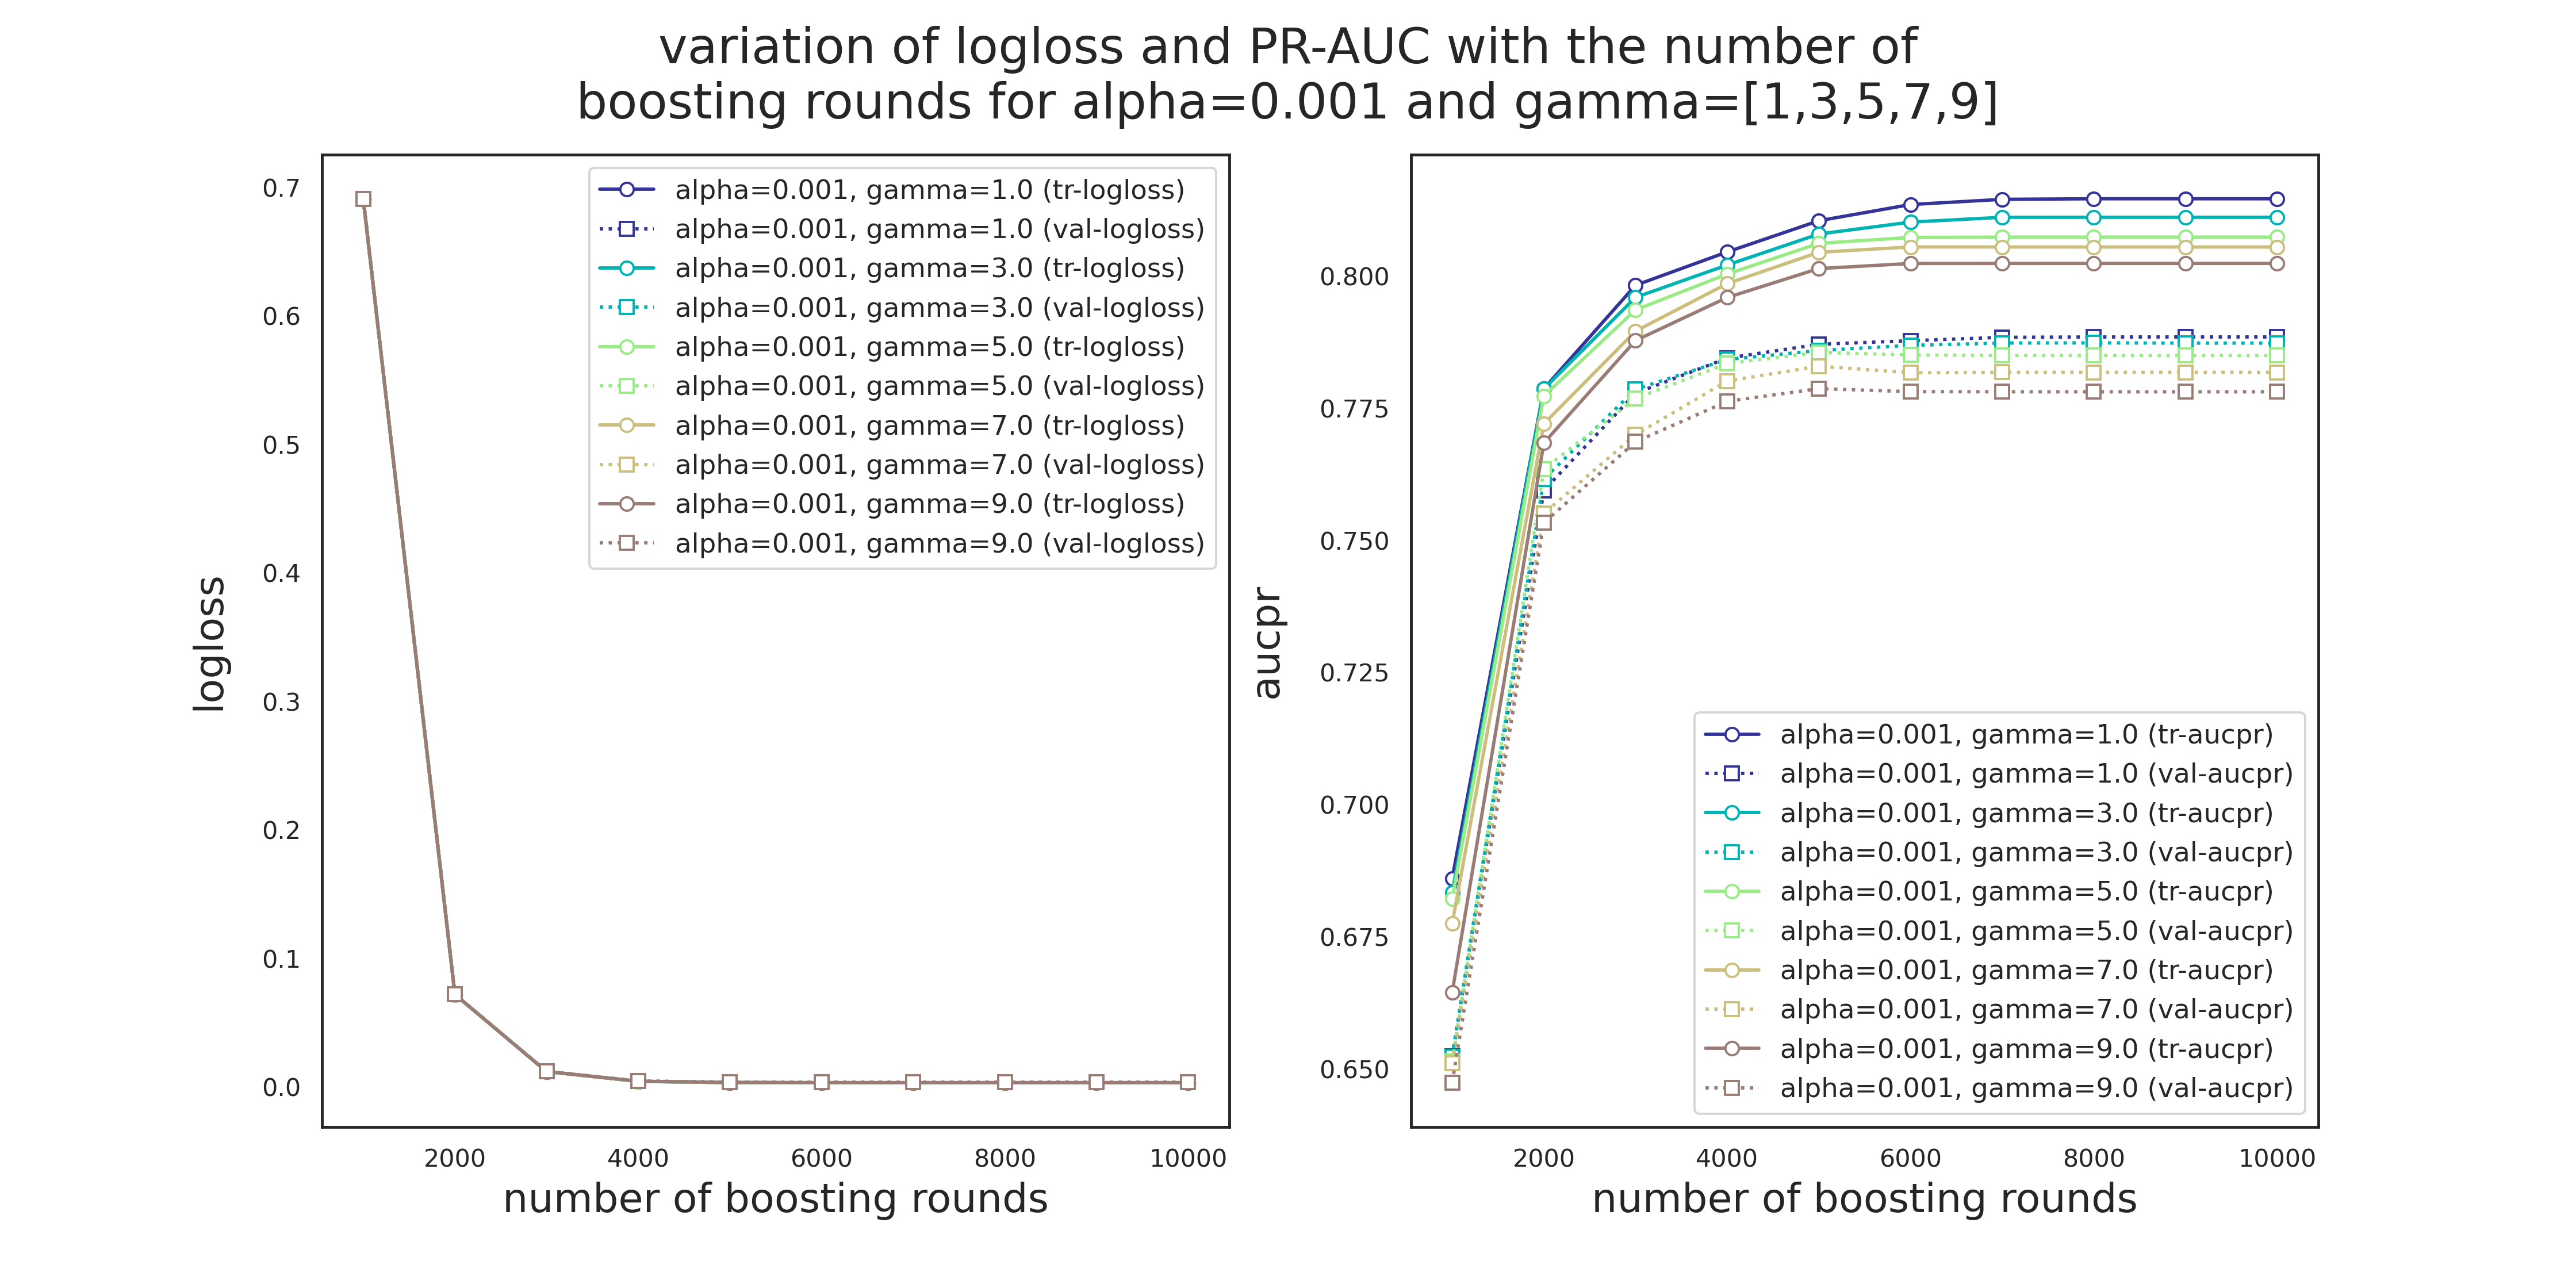 variation of logloss and PR-AUC with the number of
boosting rounds for alpha=0.001 and gamma=[1,3,5,7,9]
logloss
0.7
0.6
0.5
0.4
0.3
0.2
0.1
0.0
alpha=0.001, gamma=1.0 (tr-logloss)
alpha=0.001, gamma=1.0 (val-logloss)
alpha=0.001, gamma=3.0 (tr-logloss)
alpha=0.001, gamma=3.0 (val-logloss)
alpha=0.001, gamma=5.0 (tr-logloss)
alpha=0.001, gamma=5.0 (val-logloss)
alpha=0.001, gamma=7.0 (tr-logloss)
alpha=0.001, gamma=7.0 (val-logloss)
alpha=0.001, gamma=9.0 (tr-logloss)
alpha=0.001, gamma=9.0 (val-logloss)
2000 4000 6000 8000 10000
number of boosting rounds
aucpr
0.800
0.775
0.750
0.725
0.700
0.675
0.650
alpha=0.001, gamma=1.0 (tr-aucpr)
alpha=0.001, gamma=1.0 (val-aucpr)
alpha=0.001, gamma=3.0 (tr-aucpr)
alpha=0.001, gamma=3.0 (val-aucpr)
alpha=0.001, gamma=5.0 (tr-aucpr)
alpha=0.001, gamma=5.0 (val-aucpr)
alpha=0.001, gamma=7.0 (tr-aucpr)
alpha=0.001, gamma=7.0 (val-aucpr)
alpha=0.001, gamma=9.0 (tr-aucpr)
alpha=0.001, gamma=9.0 (val-aucpr)
2000 4000 6000 8000 10000
number of boosting rounds